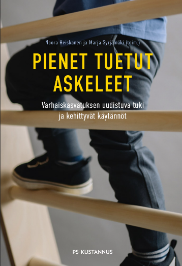 PIENET TUETUT
ASKELEET
Varhaiskasvatuksen uudistuva tuki
ja kehittyvät käytännöt
PS-KUSTANNUS